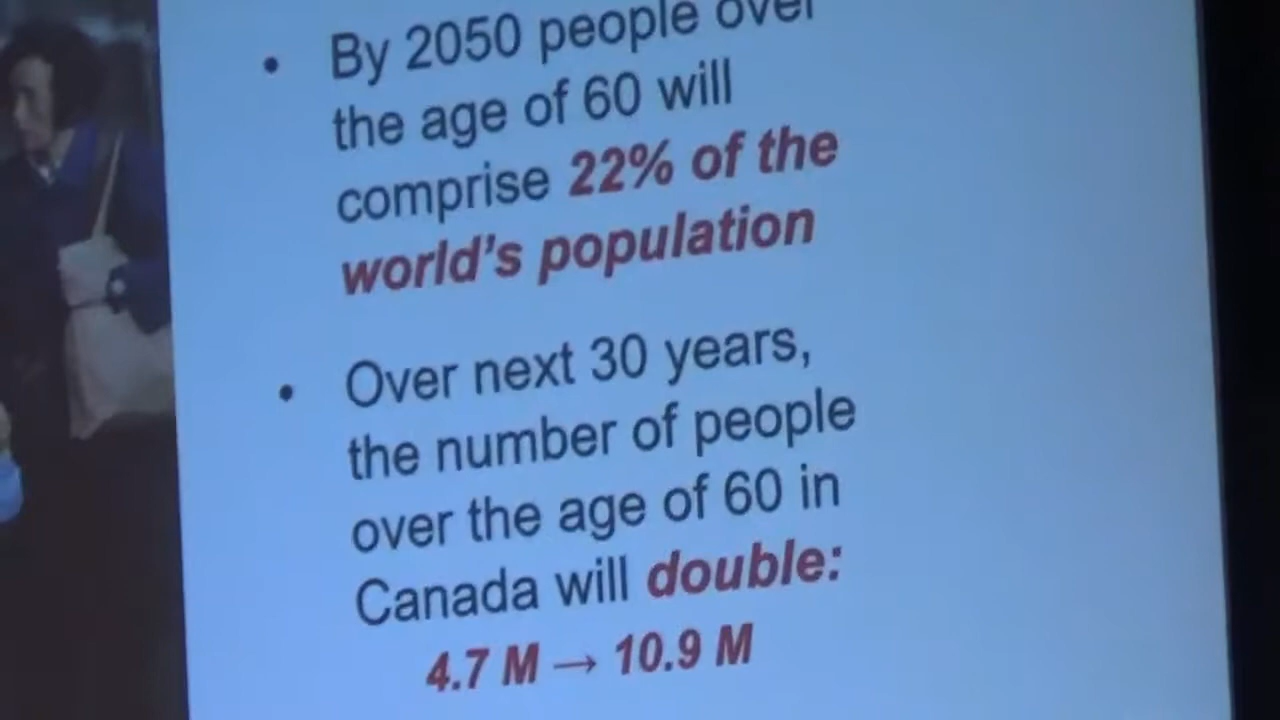 • By 2050 people over
the age of 60 will
comprise 22% of the
world's population
• Over next 30 years,
the number of people
over the age of 60 in
Canada will double:
4.7 M → 10.9 M